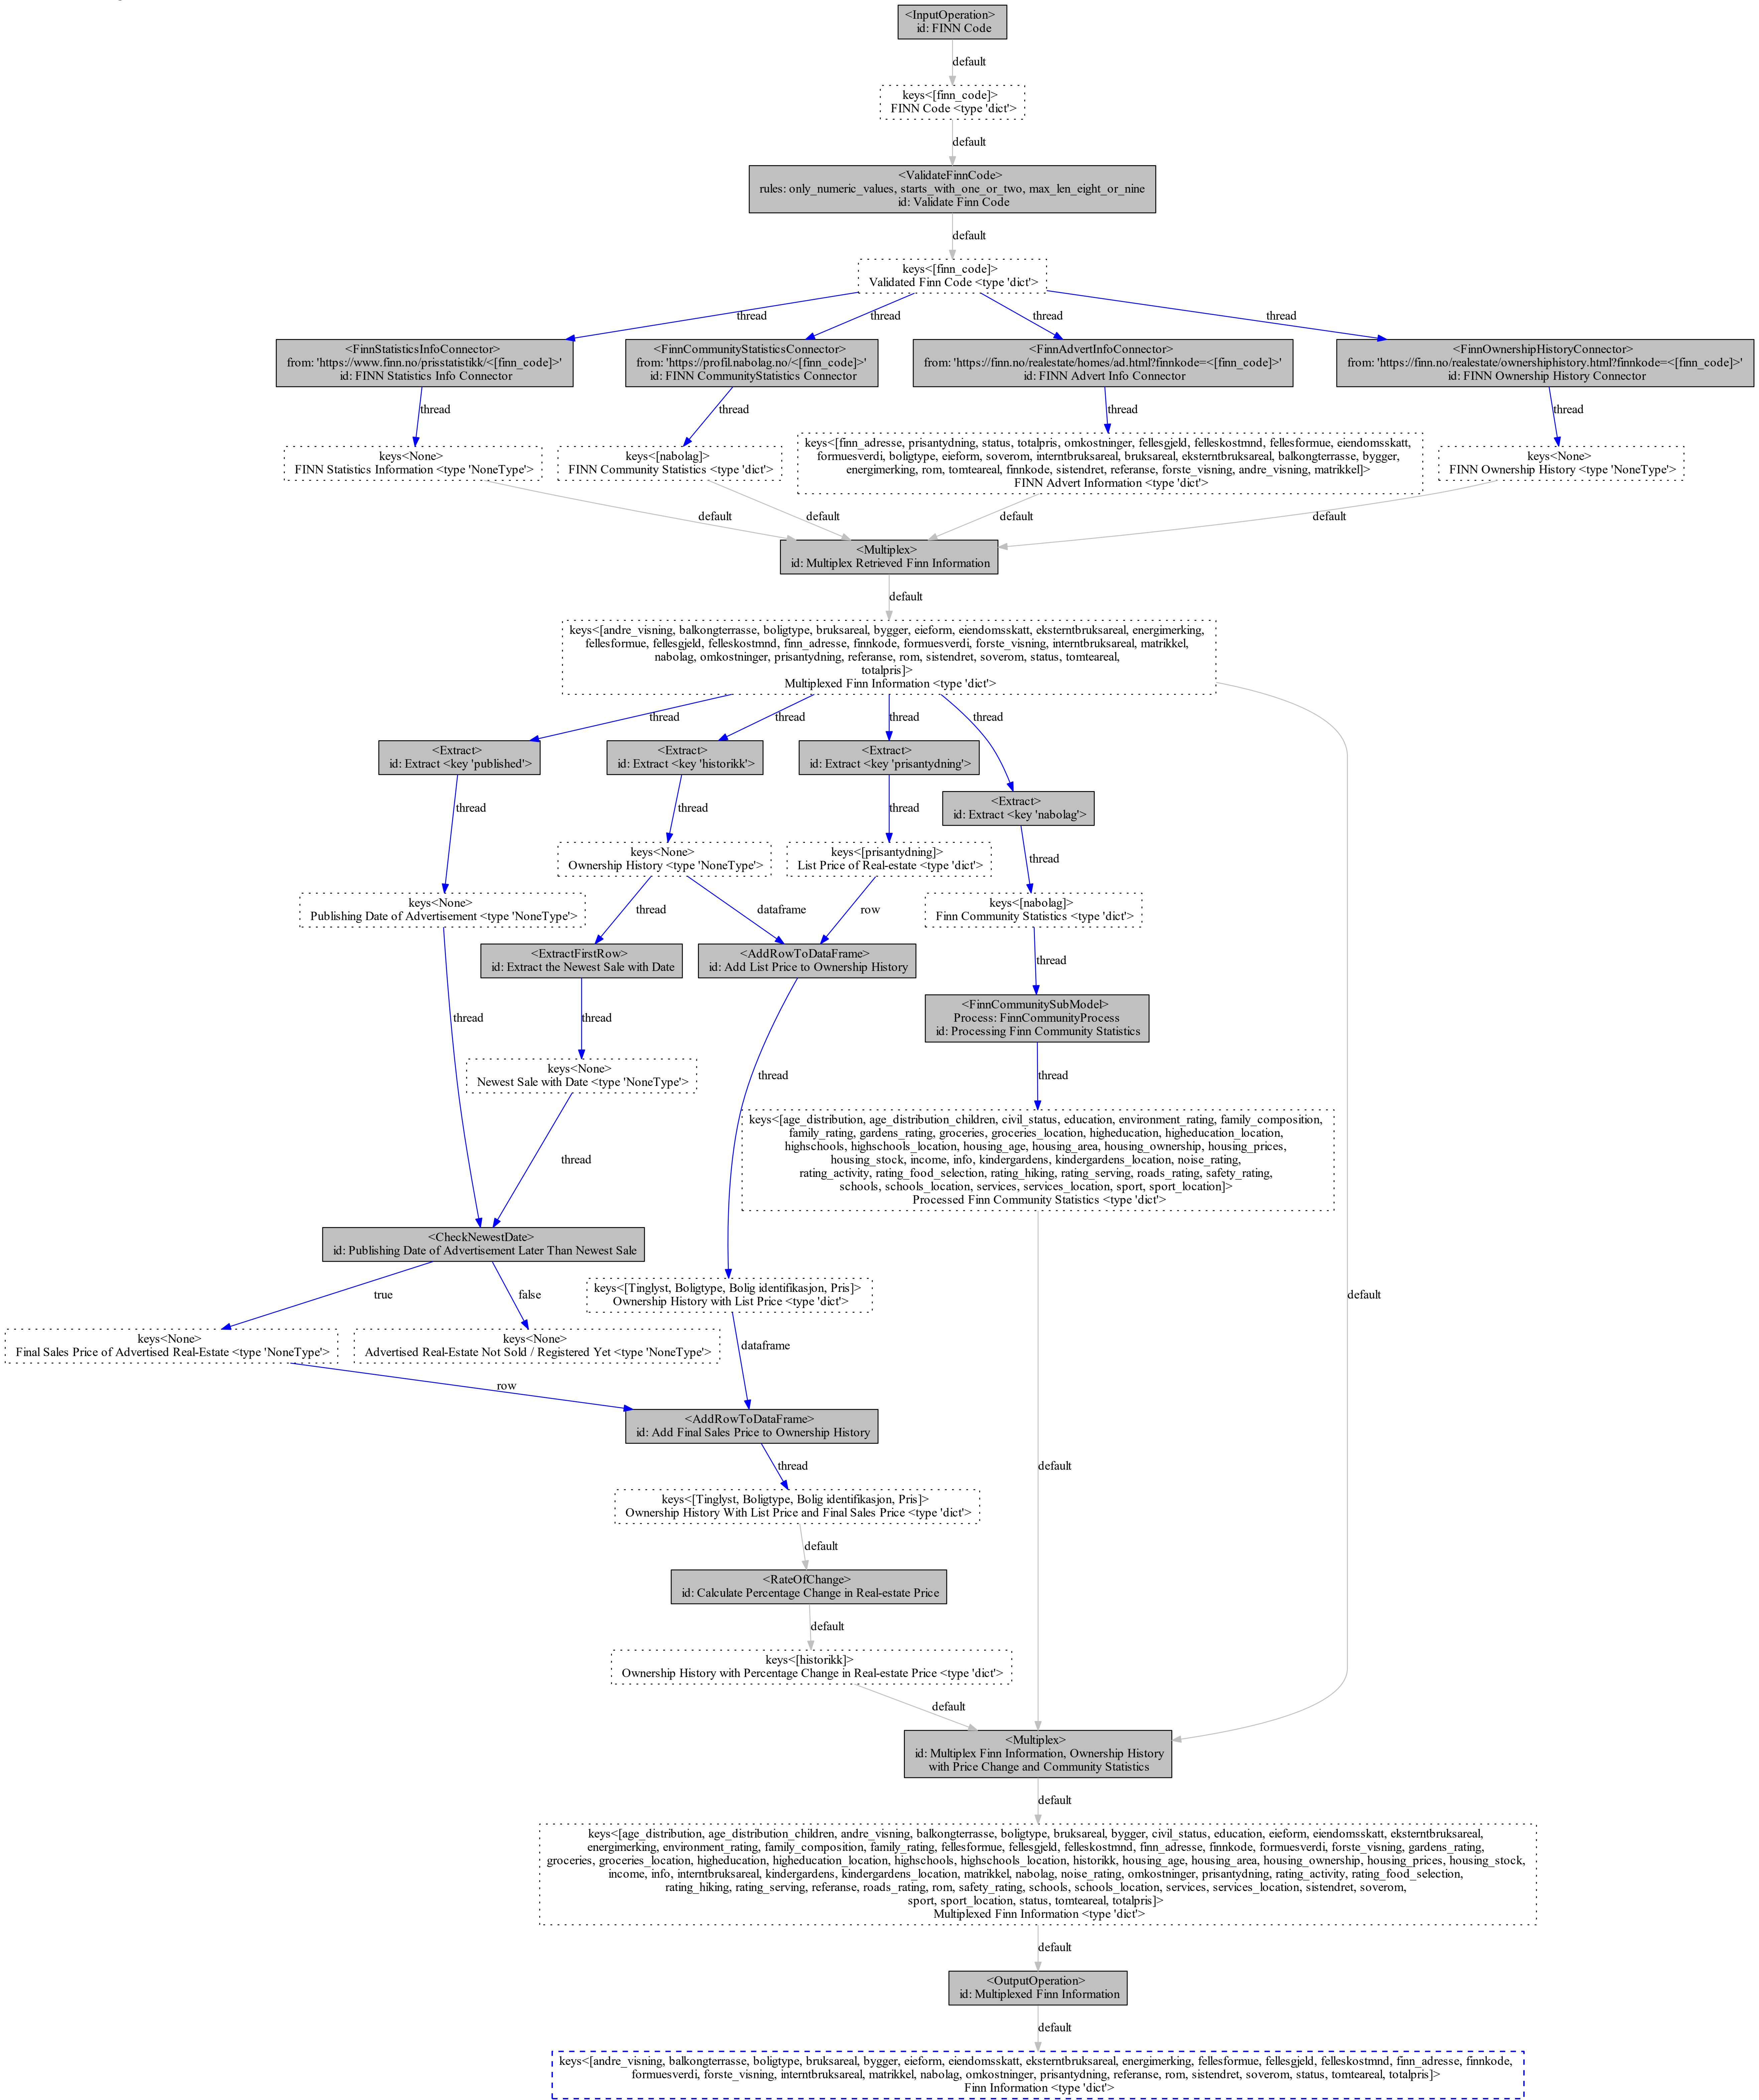 <InputOperation>
id: FINN Code
default
keys<[finn_code]>
FINN Code <type 'dict'>
default
<ValidateFinnCode>
rules: only_numeric_values, starts_with_one_or_two, max_len_eight_or_nine
id: Validate Finn Code
default
keys<[finn_code]>
Validated Finn Code <type 'dict'>
thread
thread
thread
thread
<FinnStatisticsInfoConnector>
from: 'https://www.finn.no/prisstatistikk/<[finn_code]>'
id: FINN Statistics Info Connector
<FinnCommunityStatisticsConnector>
from: 'https://profil.nabolag.no/<[finn_code]>'
id: FINN CommunityStatistics Connector
<FinnAdvertInfoConnector>
from: 'https://finn.no/realestate/homes/ad.html?finnkode=<[finn_code]>'
id: FINN Advert Info Connector
<FinnOwnershipHistoryConnector>
from: 'https://finn.no/realestate/ownershiphistory.html?finnkode=<[finn_code]>'
id: FINN Ownership History Connector
thread
thread
thread
thread
keys<None>
FINN Statistics Information <type 'NoneType'>
keys<[nabolag]>
FINN Community Statistics <type 'dict'>
keys<[finn_adresse, prisantydning, status, totalpris, omkostninger, fellesgjeld, felleskostmnd, fellesformue, eiendomsskatt,
formuesverdi, boligtype, eieform, soverom, interntbruksareal, bruksareal, eksterntbruksareal, balkongterrasse, bygger,
energimerking, rom, tomteareal, finnkode, sistendret, referanse, forste_visning, andre_visning, matrikkel]>
FINN Advert Information <type 'dict'>
keys<None>
FINN Ownership History <type 'NoneType'>
default
default
default
default
<Multiplex>
id: Multiplex Retrieved Finn Information
default
keys<[andre_visning, balkongterrasse, boligtype, bruksareal, bygger, eieform, eiendomsskatt, eksterntbruksareal, energimerking,
fellesformue, fellesgjeld, felleskostmnd, finn_adresse, finnkode, formuesverdi, forste_visning, interntbruksareal, matrikkel,
nabolag, omkostninger, prisantydning, referanse, rom, sistendret, soverom, status, tomteareal,
totalpris]>
Multiplexed Finn Information <type 'dict'>
thread
thread
thread
thread
<Extract>
id: Extract <key 'published'>
<Extract>
id: Extract <key 'historikk'>
<Extract>
id: Extract <key 'prisantydning'>
<Extract>
id: Extract <key 'nabolag'>
thread
thread
thread
thread
keys<None>
Ownership History <type 'NoneType'>
keys<[prisantydning]>
List Price of Real-estate <type 'dict'>
keys<None>
Publishing Date of Advertisement <type 'NoneType'>
keys<[nabolag]>
Finn Community Statistics <type 'dict'>
thread
dataframe
row
thread
<ExtractFirstRow>
id: Extract the Newest Sale with Date
<AddRowToDataFrame>
id: Add List Price to Ownership History
<FinnCommunitySubModel>
Process: FinnCommunityProcess
id: Processing Finn Community Statistics
thread
thread
thread
thread
keys<None>
Newest Sale with Date <type 'NoneType'>
keys<[age_distribution, age_distribution_children, civil_status, education, environment_rating, family_composition,
family_rating, gardens_rating, groceries, groceries_location, higheducation, higheducation_location,
highschools, highschools_location, housing_age, housing_area, housing_ownership, housing_prices,
housing_stock, income, info, kindergardens, kindergardens_location, noise_rating,
rating_activity, rating_food_selection, rating_hiking, rating_serving, roads_rating, safety_rating,
schools, schools_location, services, services_location, sport, sport_location]>
Processed Finn Community Statistics <type 'dict'>
thread
<CheckNewestDate>
id: Publishing Date of Advertisement Later Than Newest Sale
true
false
keys<[Tinglyst, Boligtype, Bolig identifikasjon, Pris]>
Ownership History with List Price <type 'dict'>
default
keys<None>
Final Sales Price of Advertised Real-Estate <type 'NoneType'>
keys<None>
Advertised Real-Estate Not Sold / Registered Yet <type 'NoneType'>
dataframe
row
<AddRowToDataFrame>
id: Add Final Sales Price to Ownership History
thread
default
keys<[Tinglyst, Boligtype, Bolig identifikasjon, Pris]>
Ownership History With List Price and Final Sales Price <type 'dict'>
default
<RateOfChange>
id: Calculate Percentage Change in Real-estate Price
default
keys<[historikk]>
Ownership History with Percentage Change in Real-estate Price <type 'dict'>
default
<Multiplex>
id: Multiplex Finn Information, Ownership History
with Price Change and Community Statistics
default
keys<[age_distribution, age_distribution_children, andre_visning, balkongterrasse, boligtype, bruksareal, bygger, civil_status, education, eieform, eiendomsskatt, eksterntbruksareal,
energimerking, environment_rating, family_composition, family_rating, fellesformue, fellesgjeld, felleskostmnd, finn_adresse, finnkode, formuesverdi, forste_visning, gardens_rating,
groceries, groceries_location, higheducation, higheducation_location, highschools, highschools_location, historikk, housing_age, housing_area, housing_ownership, housing_prices, housing_stock,
income, info, interntbruksareal, kindergardens, kindergardens_location, matrikkel, nabolag, noise_rating, omkostninger, prisantydning, rating_activity, rating_food_selection,
rating_hiking, rating_serving, referanse, roads_rating, rom, safety_rating, schools, schools_location, services, services_location, sistendret, soverom,
sport, sport_location, status, tomteareal, totalpris]>
Multiplexed Finn Information <type 'dict'>
default
<OutputOperation>
id: Multiplexed Finn Information
default
keys<[andre_visning, balkongterrasse, boligtype, bruksareal, bygger, eieform, eiendomsskatt, eksterntbruksareal, energimerking, fellesformue, fellesgjeld, felleskostmnd, finn_adresse, finnkode,
formuesverdi, forste_visning, interntbruksareal, matrikkel, nabolag, omkostninger, prisantydning, referanse, rom, sistendret, soverom, status, tomteareal, totalpris]>
Finn Information <type 'dict'>